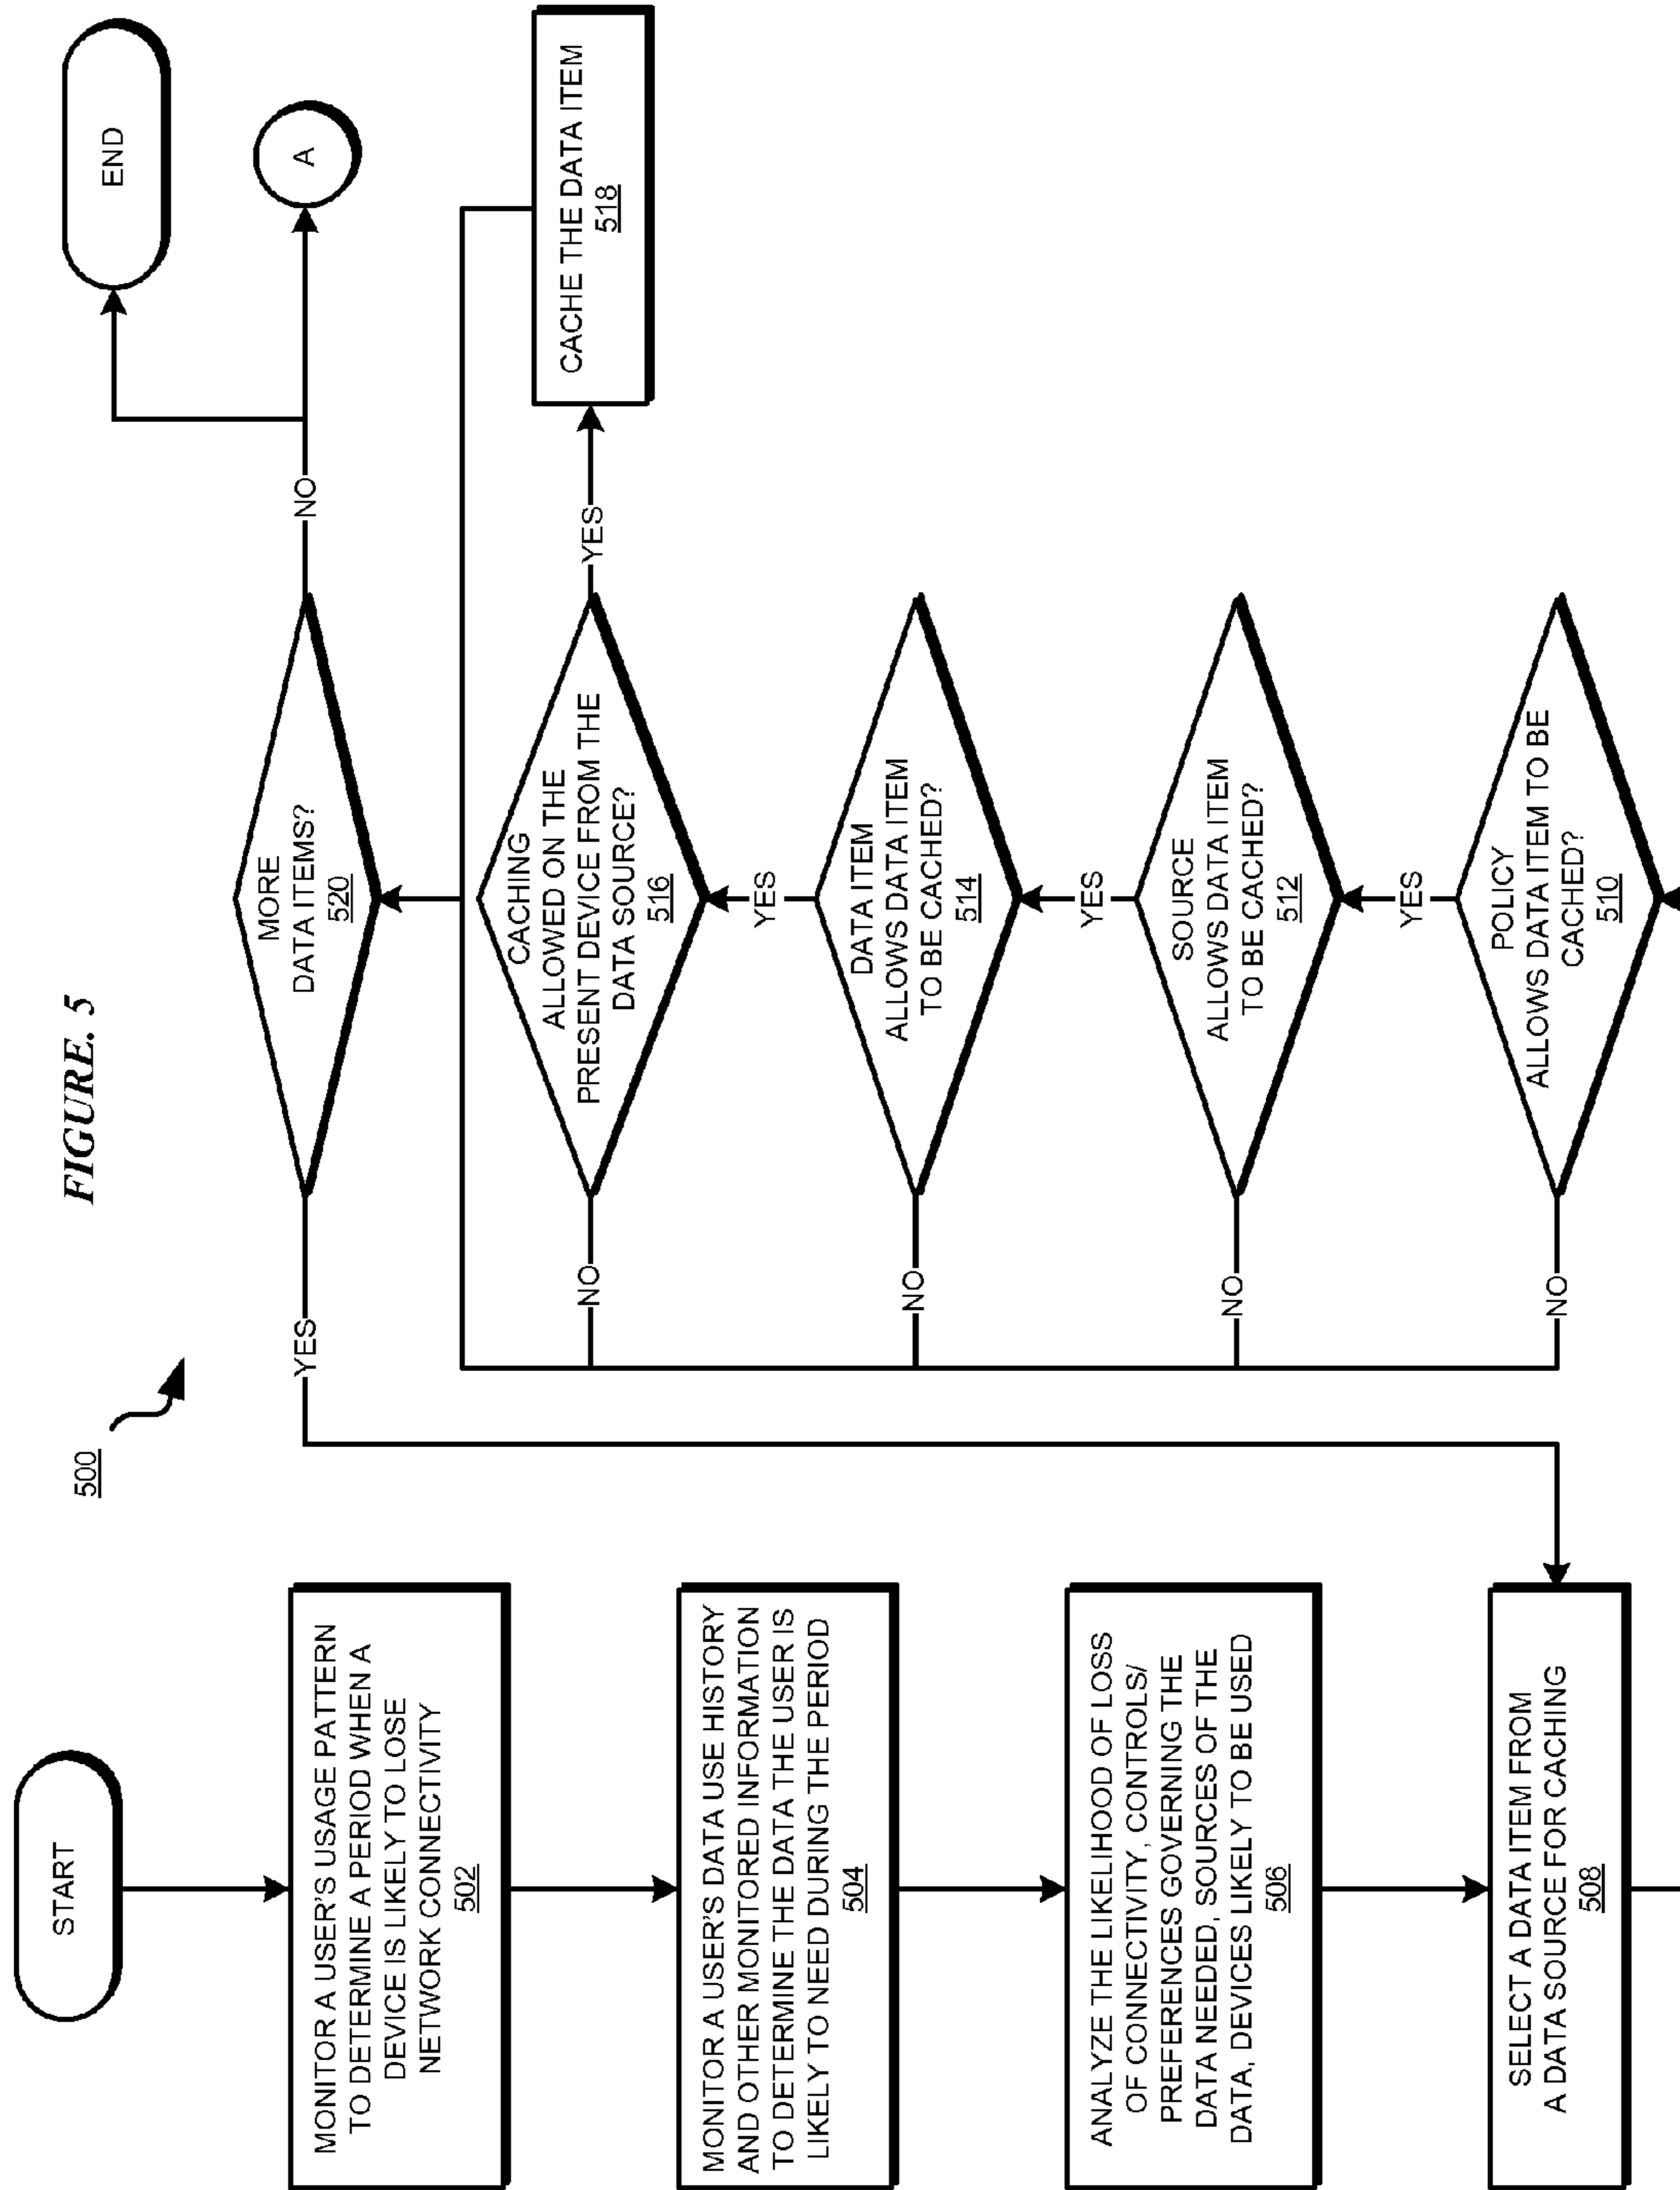 FIGURE. 5
500
START
MONITOR A USER'S USAGE PATTERN
TO DETERMINE A PERIOD WHEN A
DEVICE IS LIKELY TO LOSE
NETWORK CONNECTIVITY
502
MONITOR A USER'S DATA USE HISTORY
AND OTHER MONITORED INFORMATION
TO DETERMINE THE DATA THE USER IS
LIKELY TO NEED DURING THE PERIOD
504
ANALYZE THE LIKELIHOOD OF LOSS
OF CONNECTIVITY, CONTROLS/
PREFERENCES GOVERNING THE
DATA NEEDED, SOURCES OF THE
DATA, DEVICES LIKELY TO BE USED
506
SELECT A DATA ITEM FROM
A DATA SOURCE FOR CACHING
508
POLICY
ALLOWS DATA ITEM TO BE
CACHED?
510
NO
YES
SOURCE
ALLOWS DATA ITEM
TO BE CACHED?
512
NO
YES
DATA ITEM
ALLOWS DATA ITEM
TO BE CACHED?
514
NO
YES
CACHING
ALLOWED ON THE
PRESENT DEVICE FROM THE
DATA SOURCE?
516
NO
YES
CACHE THE DATA ITEM
518
MORE
DATA ITEMS?
520
YES
NO
A
END